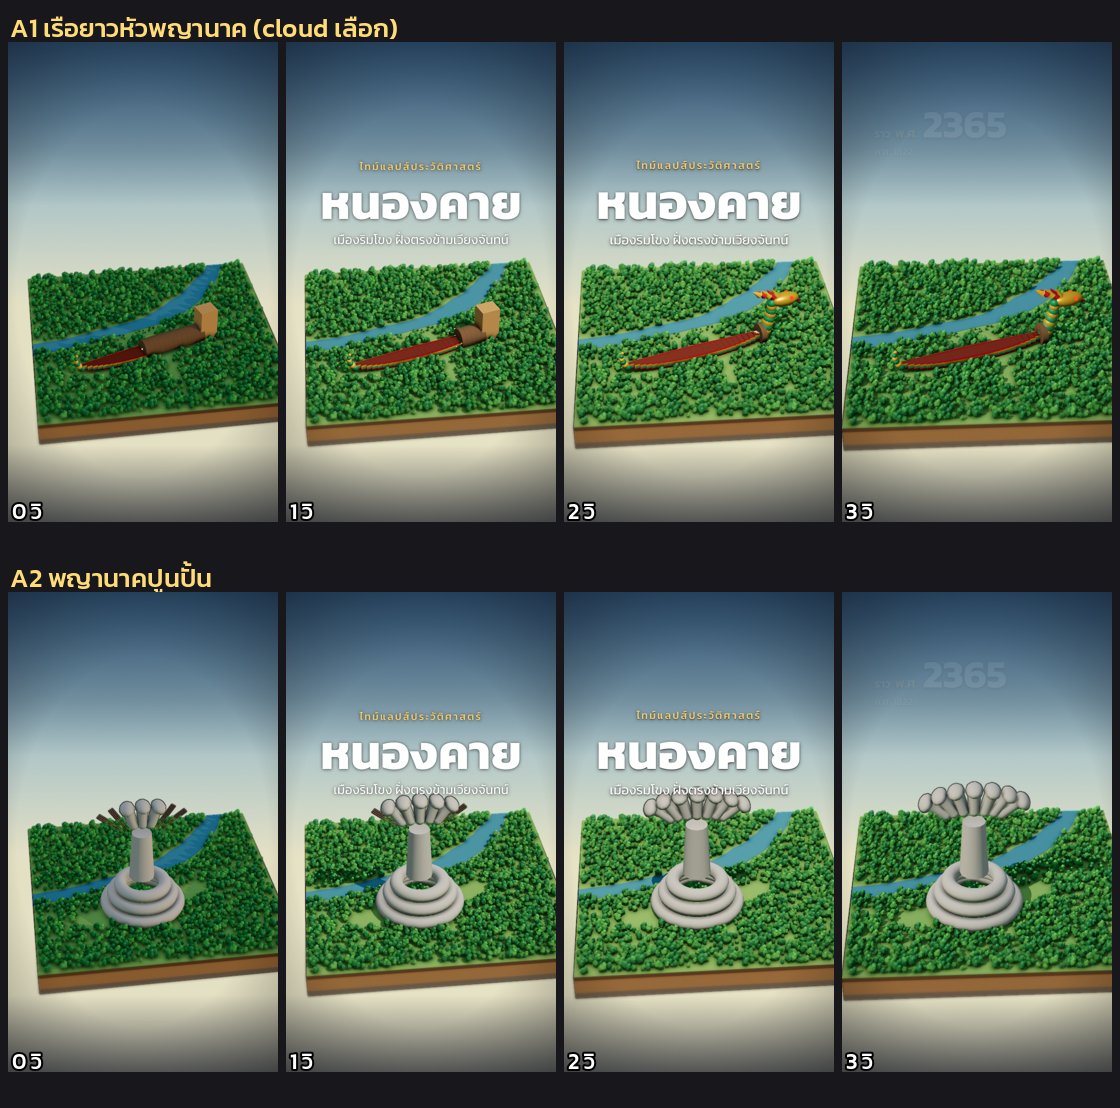 A1 เรือยาวหัวพญานาค (cloud เลือก)
ไทม์แลปส์ประวัติศาสตร์
หนองคาย
เมืองริมโขง ฝั่งตรงข้ามเวียงจันทน์
ไทม์แลปส์ประวัติศาสตร์
หนองคาย
เมืองริมโขง ฝั่งตรงข้ามเวียงจันทน์
ราว พ.ศ. 2365
0วิ
1วิ
2วิ
3วิ
A2 พญานาคปูนปั้น
ไทม์แลปส์ประวัติศาสตร์
หนองคาย
เมืองริมโขง ฝั่งตรงข้ามเวียงจันทน์
ไทม์แลปส์ประวัติศาสตร์
หนองคาย
เมืองริมโขง ฝั่งตรงข้ามเวียงจันทน์
ราว พ.ศ. 2365
0วิ
1วิ
2วิ
3วิ